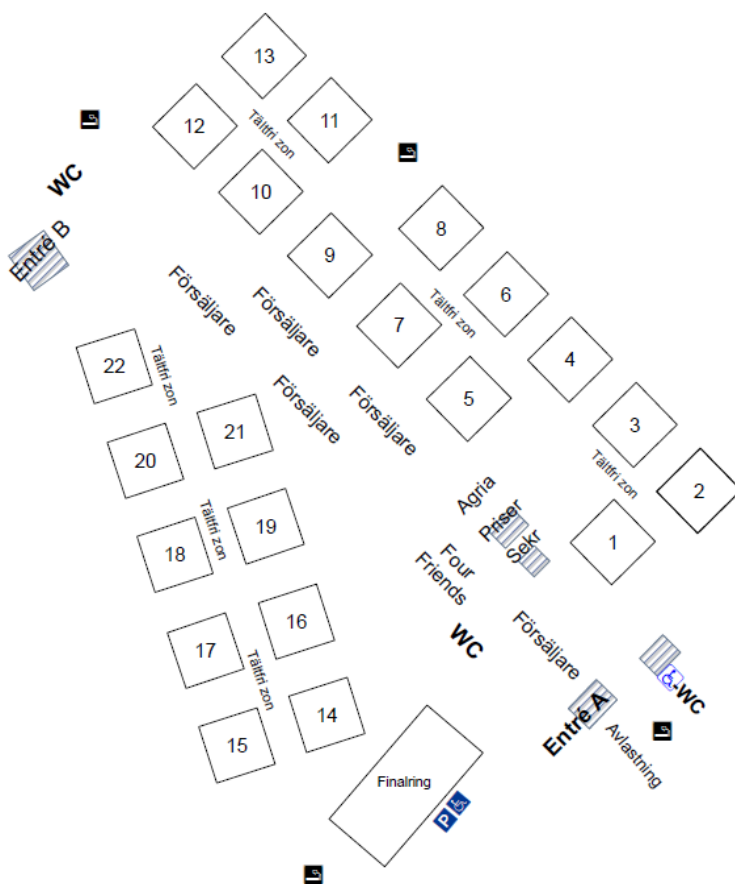 13
12
11
Tältfri zon
WC
10
8
Entré B
9
Försäljare
Försäljare
6
Tältfri zon
7
4
22
Tältfri zon
5
Försäljare
Försäljare
3
21
20
Tältfri zon
2
Agria
Priser
Sekr
1
19
Tältfri zon
18
Four
Friends
16
17
WC
Försäljare
Tältfri zon
-WC
14
15
Entré A
Avlastning
Finalring
P